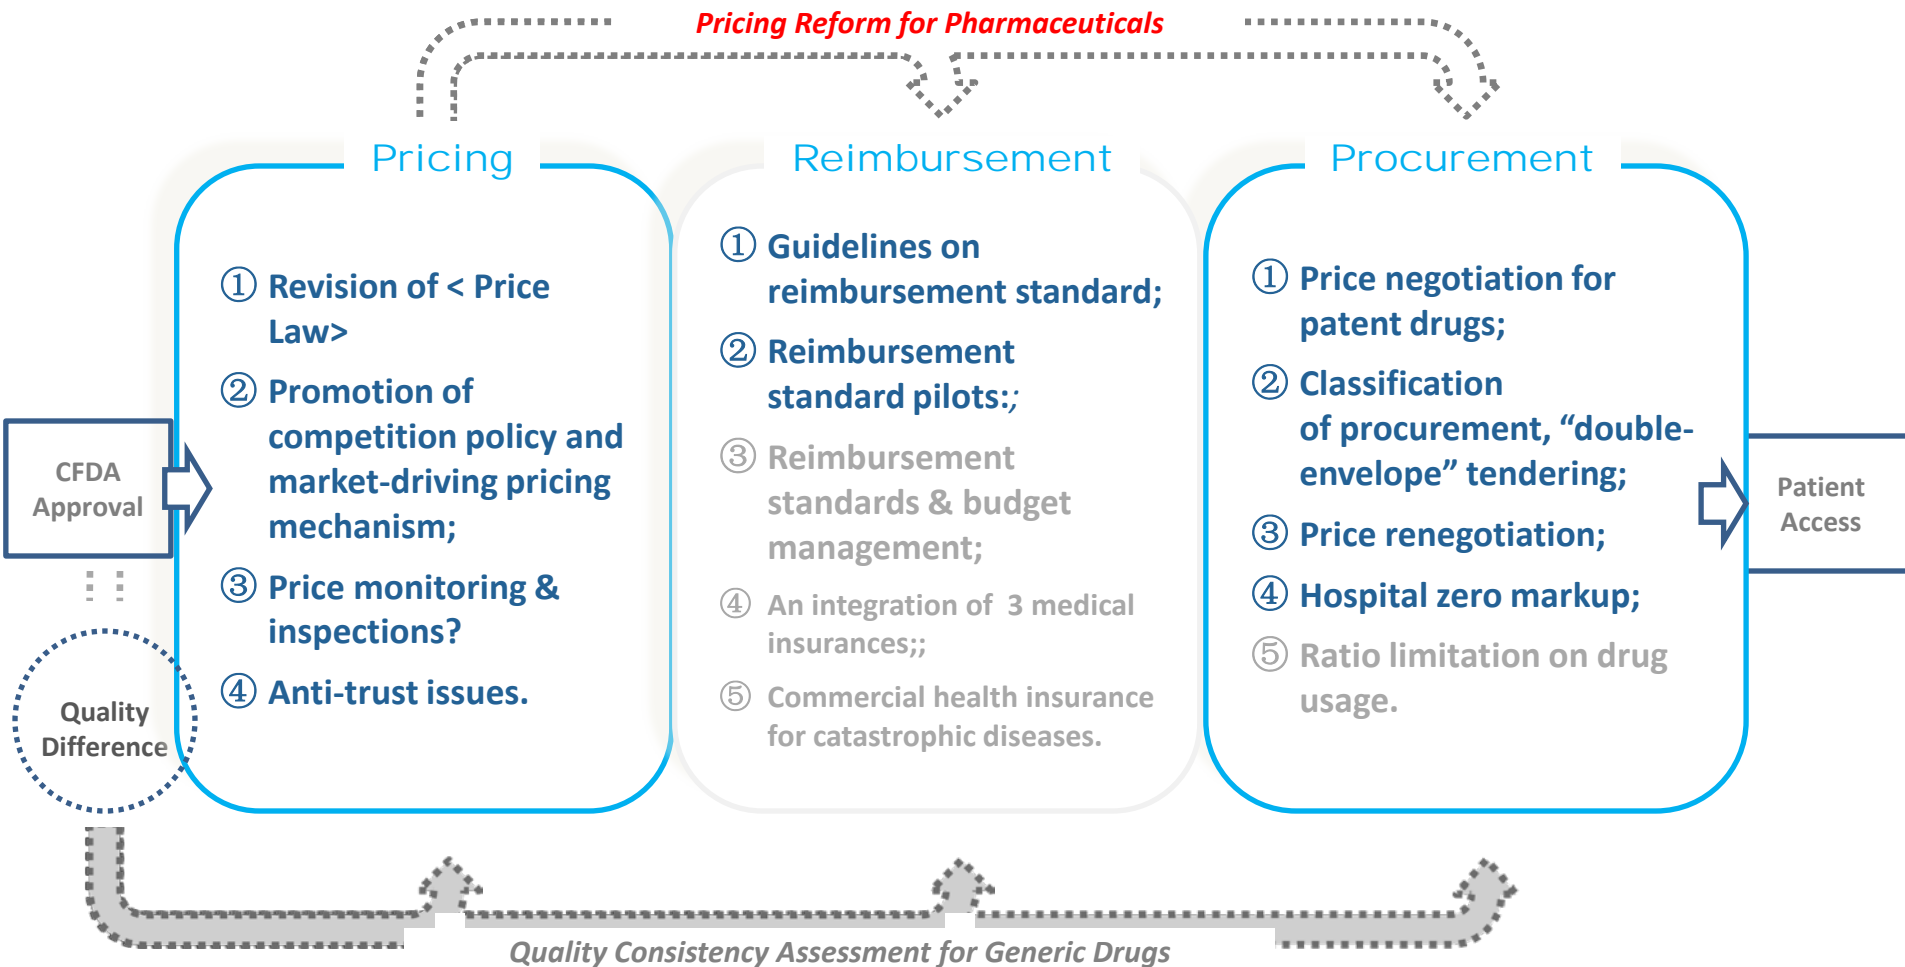 Pricing Reform for Pharmaceuticals
Pricing
Reimbursement
Procurement
CFDA
Approval
Quality
Difference
① Revision of < Price
Law>
② Promotion of
competition policy and
market-driving pricing
mechanism;
③ Price monitoring &
inspections?
④ Anti-trust issues.
① Guidelines on
reimbursement standard;
② Reimbursement
standard pilots:;
③ Reimbursement
standards & budget
management;
④ An integration of 3 medical
insurances;;
⑤ Commercial health insurance
for catastrophic diseases.
① Price negotiation for
patent drugs;
② Classification
of procurement, “double-
envelope” tendering;
③ Price renegotiation;
④ Hospital zero markup;
⑤ Ratio limitation on drug
usage.
Patient
Access
Quality Consistency Assessment for Generic Drugs